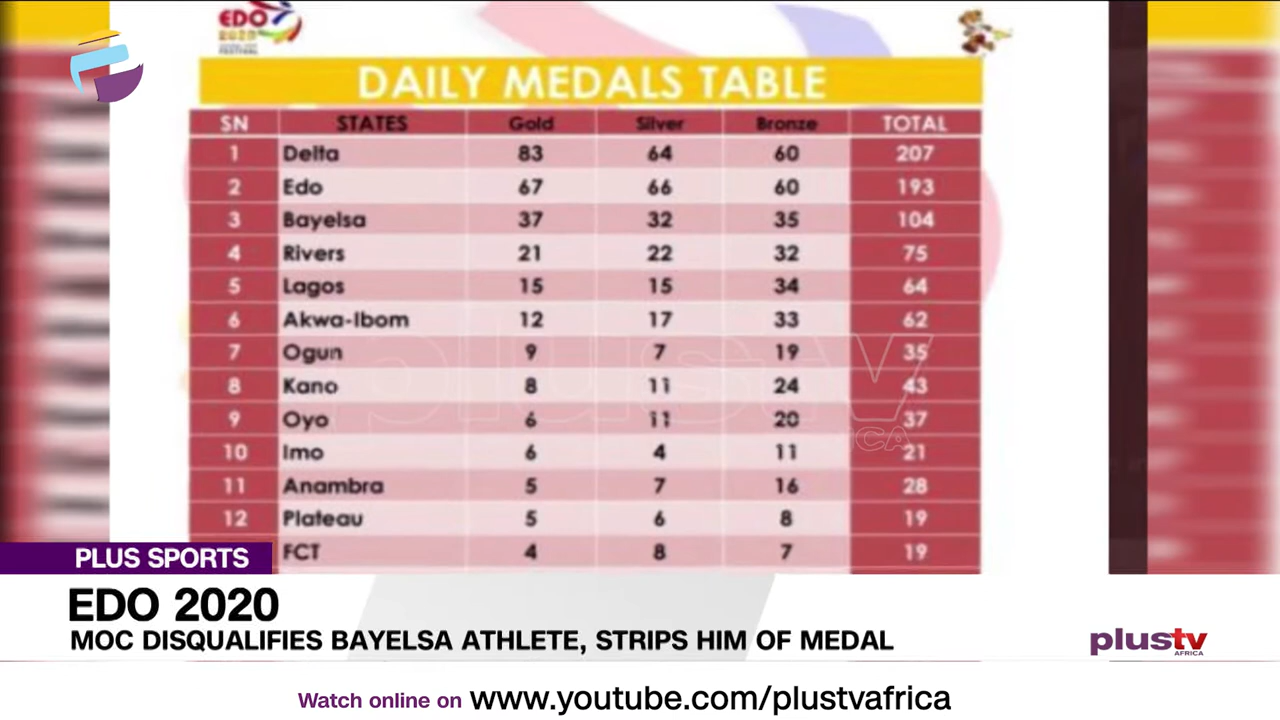 EDO
2020
FESTIVAL
DAILY MEDALS TABLE
SN STATES Gold Silver Bronze TOTAL
1 Delta 83 64 60 207
2 Edo 67 66 60 193
3 Bayelsa 37 32 35 104
4 Rivers 21 22 32 75
5 Lagos 15 15 34 64
6 Akwa-Ibom 12 17 33 62
7 Ogun 9 7 19 35
8 Kano 8 11 24 43
9 Oyo 6 11 20 37
10 Imo 6 4 11 21
11 Anambra 5 7 16 28
12 Plateau 5 6 8 19
FCT 4 8 7 19
plustv
AFRICA
PLUS SPORTS
EDO 2020
MOC DISQUALIFIES BAYELSA ATHLETE, STRIPS HIM OF MEDAL
plustv
AFRICA
Watch online on www.youtube.com/plustvafrica